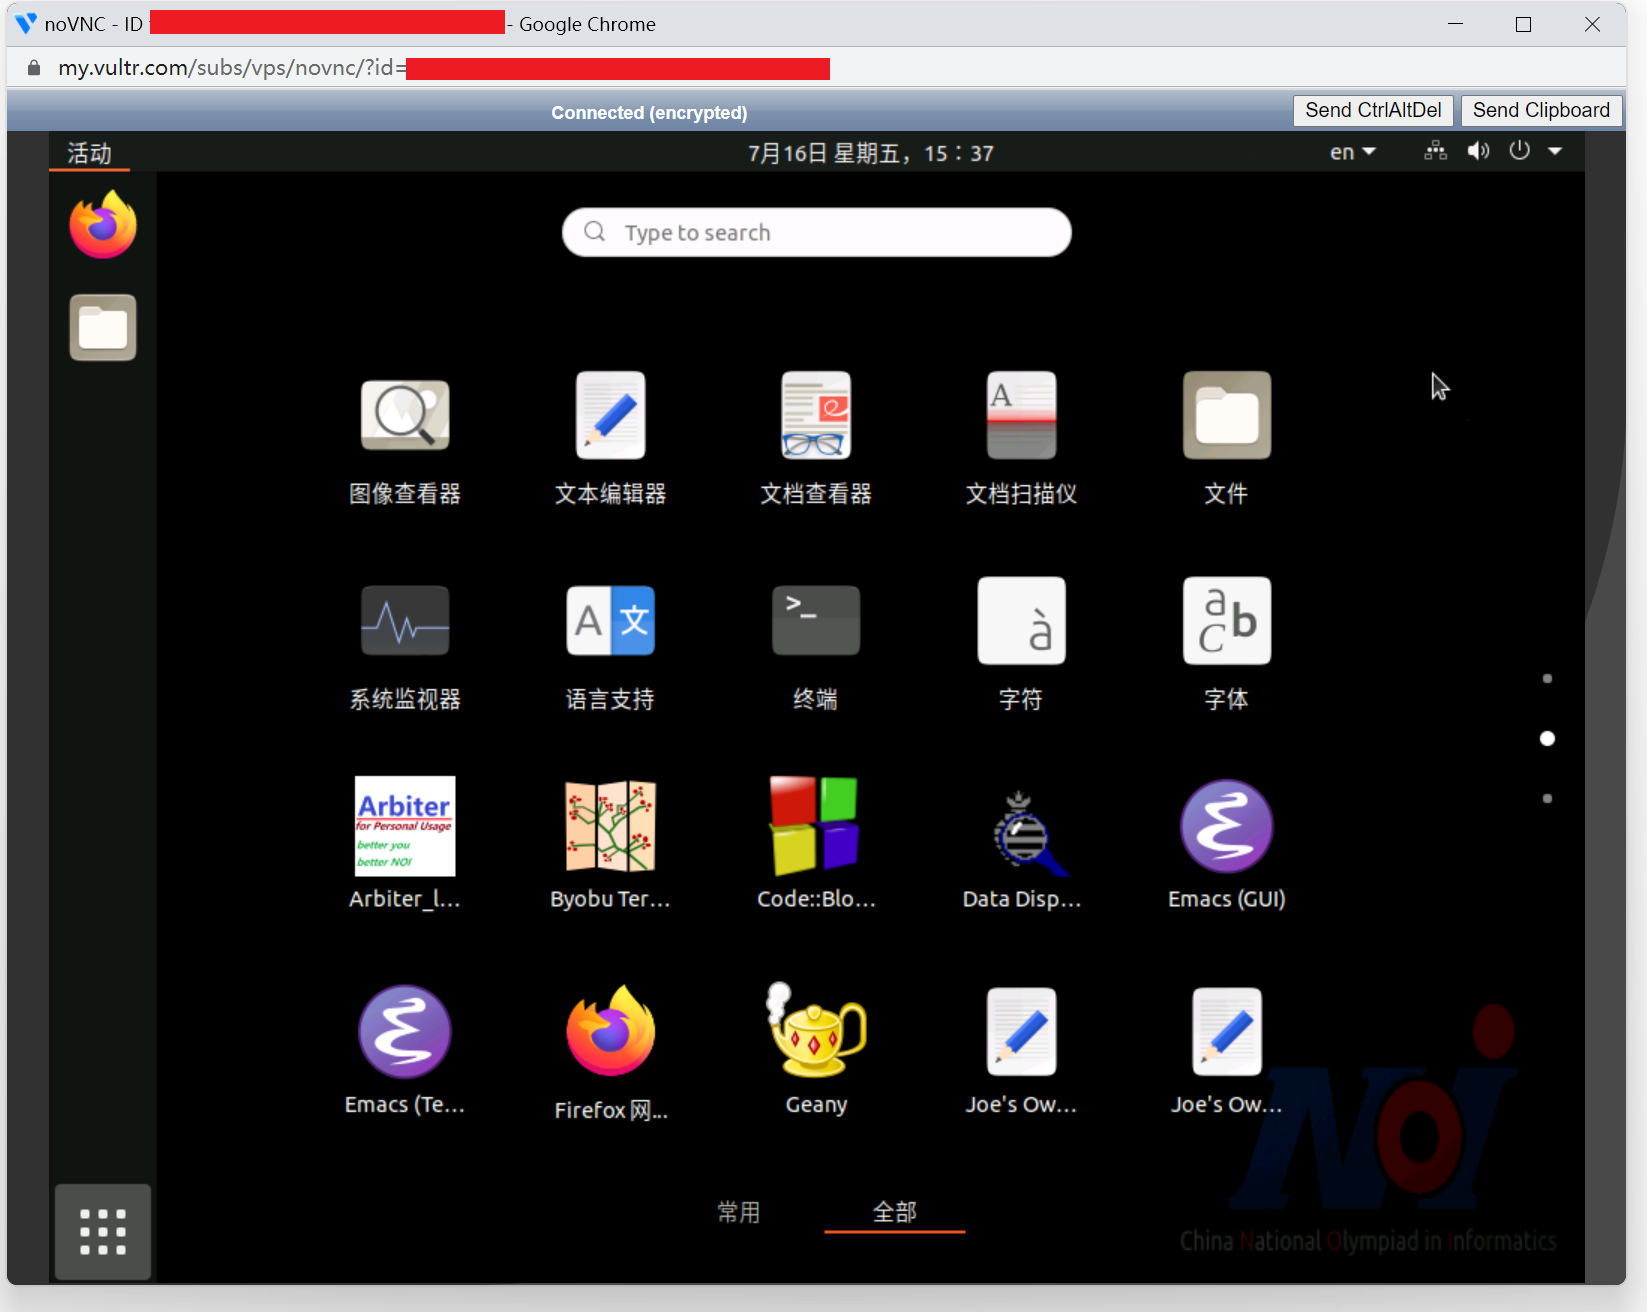 noVNC - ID - Google Chrome
my.vultr.com/subs/vps/novnc/?id=
Connected (encrypted)
Send CtrlAltDel
Send Clipboard
活动
7月16日 星期五，15：37
en
Type to search
图像查看器
文本编辑器
文档查看器
文档扫描仪
文件
系统监视器
语言支持
终端
字符
字体
Arbiter
for Personal Usage
better you
better NOI
Arbiter_l...
Byobu Ter...
Code::Blo...
Data Disp...
Emacs (GUI)
Emacs (Te...
Firefox 网...
Geany
Joe's Ow...
Joe's Ow...
常用
全部
NOI
China National Olympiad in Informatics